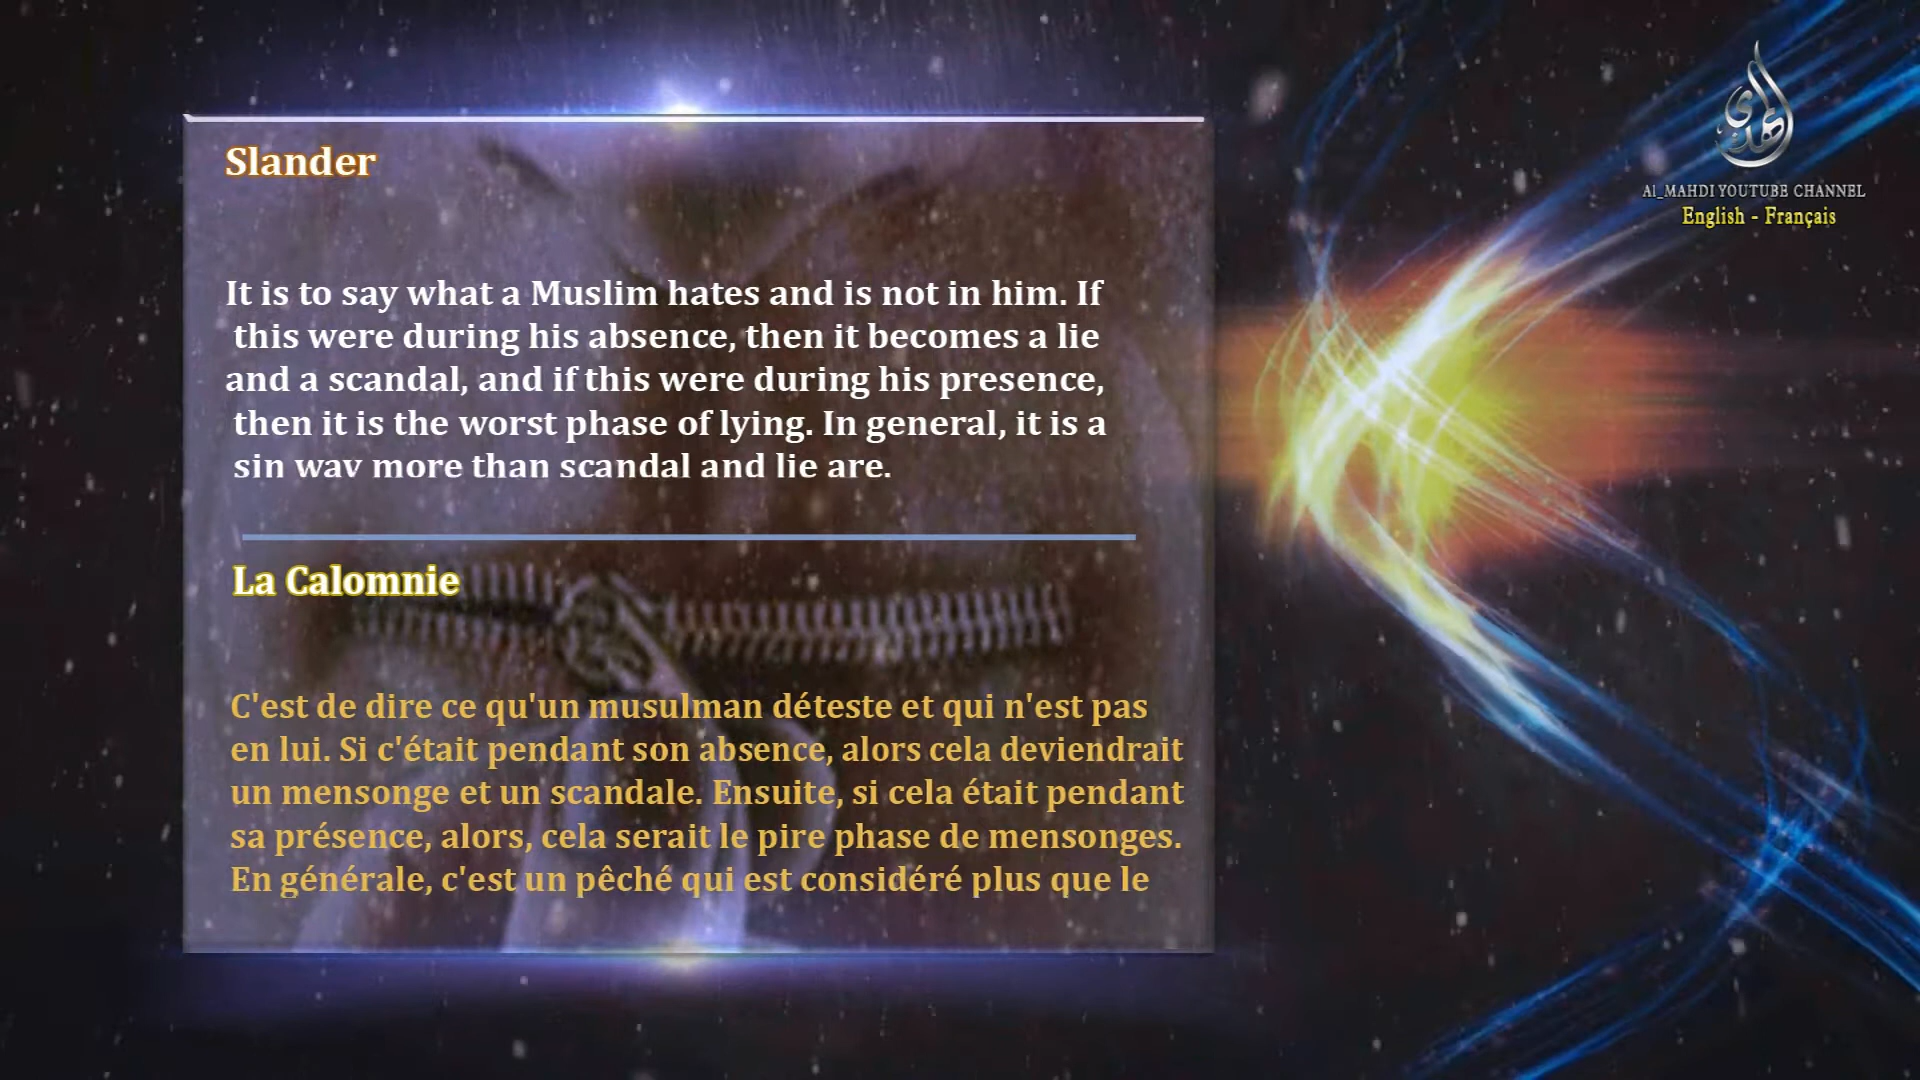 Slander
It is to say what a Muslim hates and is not in him. If
this were during his absence, then it becomes a lie
and a scandal, and if this were during his presence,
then it is the worst phase of lying. In general, it is a
sin way more than scandal and lie are.
La Calomnie
C'est de dire ce qu'un musulman déteste et qui n'est pas
en lui. Si c'était pendant son absence, alors cela deviendrait
un mensonge et un scandale. Ensuite, si cela était pendant
sa présence, alors, cela serait le pire phase de mensonges.
En générale, c'est un pêché qui est considéré plus que le
المهدي
Al_MAHDI YOUTUBE CHANNEL
English - Français